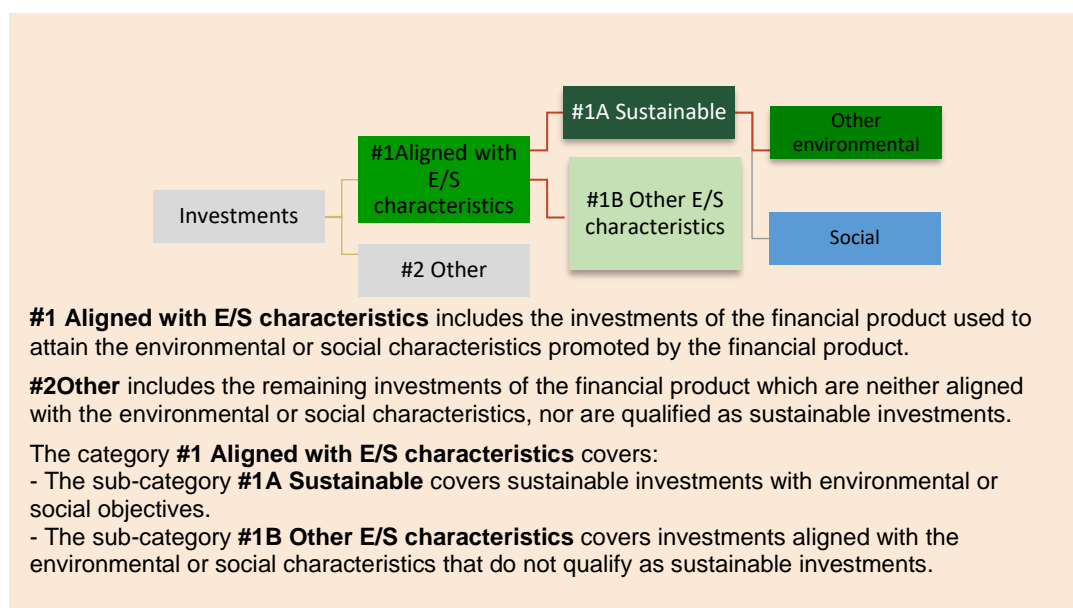 #1A Sustainable
Other
environmental
#1Aligned with
E/S
characteristics
#1B Other E/S
characteristics
Investments
Social
#2 Other
#1 Aligned with E/S characteristics includes the investments of the financial product used to
attain the environmental or social characteristics promoted by the financial product.
#2Other includes the remaining investments of the financial product which are neither aligned
with the environmental or social characteristics, nor are qualified as sustainable investments.
The category #1 Aligned with E/S characteristics covers:
- The sub-category #1A Sustainable covers sustainable investments with environmental or
social objectives.
- The sub-category #1B Other E/S characteristics covers investments aligned with the
environmental or social characteristics that do not qualify as sustainable investments.